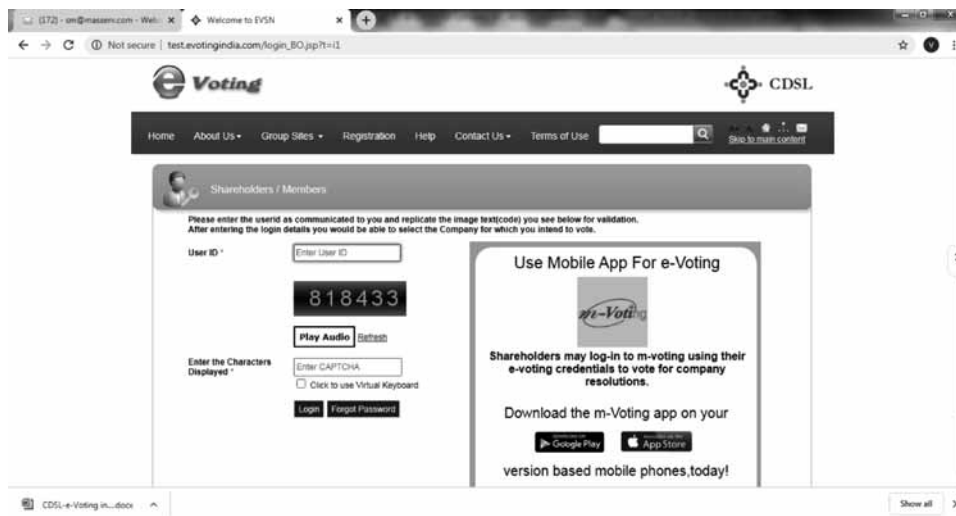 (172) - sm@masserv.com - Welc
Welcome to EVSN
Not secure | test.evotingindia.com/login_BO.jsp?t=i1
V
e Voting
CDSL
Home About Us Group Sites Registration Help Contact Us Terms of Use
Skip to main content
Shareholders / Members
Please enter the userid as communicated to you and replicate the image text(code) you see below for validation.
After entering the login details you would be able to select the Company for which you intend to vote.
User ID *
Enter User ID
818433
Play Audio Refresh
Enter the Characters
Displayed *
Enter CAPTCHA
Click to use Virtual Keyboard
Login Forgot Password
Use Mobile App For e-Voting
m-Voting
Shareholders may log-in to m-voting using their
e-voting credentials to vote for company
resolutions.
Download the m-Voting app on your
Google Play
App Store
version based mobile phones,today!
CDSL-e-Voting in....docx
Show all